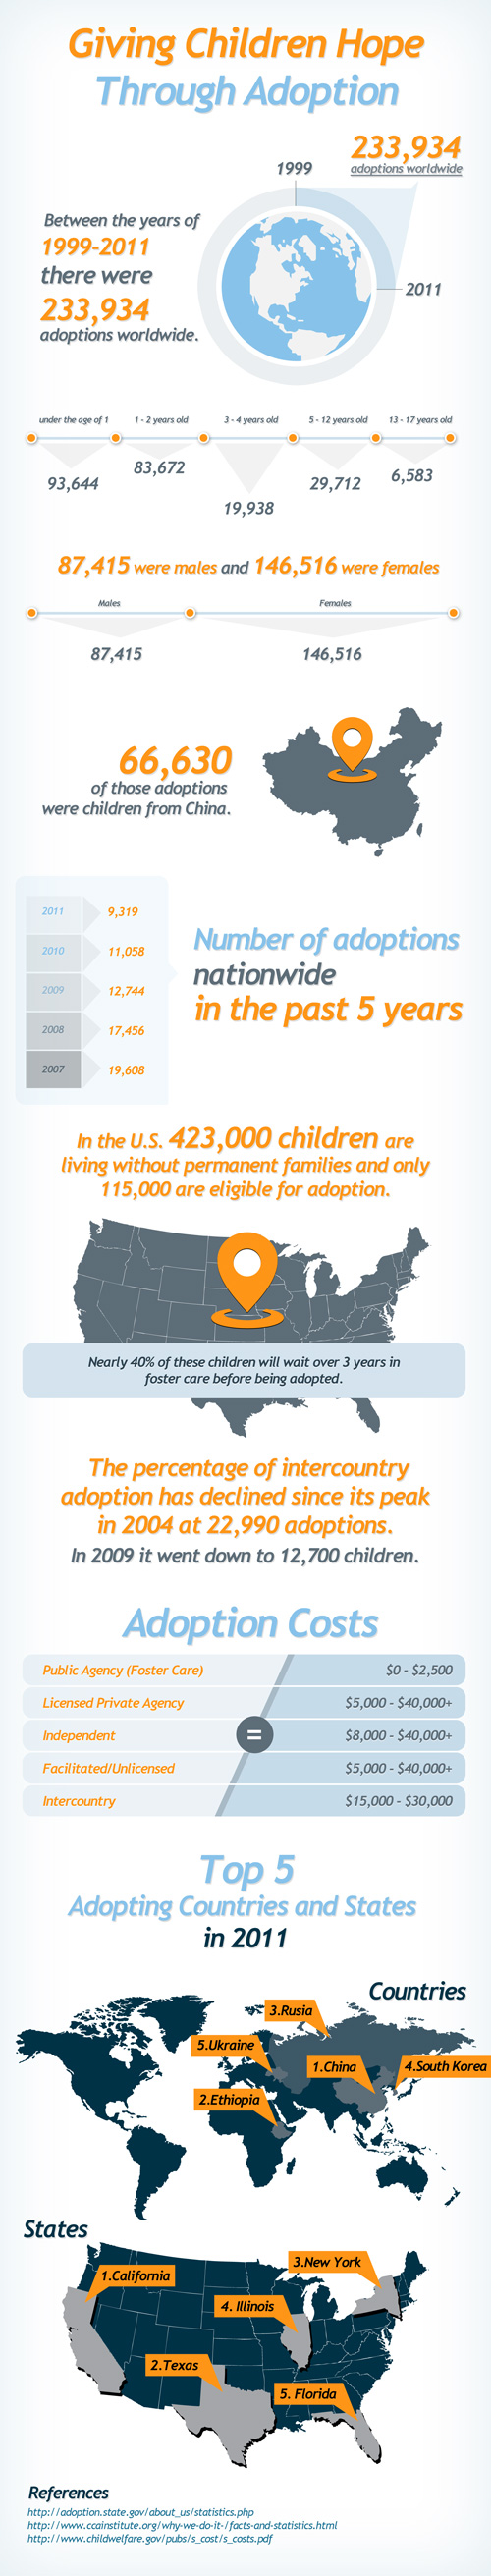 Giving Children Hope
Through Adoption
233,934
adoptions worldwide
1999
Between the years of
1999-2011
there were
233,934
adoptions worldwide.
2011
under the age of 1
1 - 2 years old
3 - 4 years old
5 - 12 years old
13 - 17 years old
93,644
83,672
19,938
29,712
6,583
87,415 were males and 146,516 were females
Males
Females
87,415
146,516
66,630
of those adoptions
were children from China.
2011 9,319
2010 11,058
2009 12,744
2008 17,456
2007 19,608
Number of adoptions
nationwide
in the past 5 years
In the U.S. 423,000 children are
living without permanent families and only
115,000 are eligible for adoption.
Nearly 40% of these children will wait over 3 years in
foster care before being adopted.
The percentage of intercountry
adoption has declined since its peak
in 2004 at 22,990 adoptions.
In 2009 it went down to 12,700 children.
Adoption Costs
Public Agency (Foster Care) $0 - $2,500
Licensed Private Agency $5,000 - $40,000+
Independent $8,000 - $40,000+
Facilitated/Unlicensed $5,000 - $40,000+
Intercountry $15,000 - $30,000
=
Top 5
Adopting Countries and States
in 2011
Countries
3.Rusia
5.Ukraine
1.China
4.South Korea
2.Ethiopia
States
1.California
3.New York
4. Illinois
2.Texas
5. Florida
References
http://adoption.state.gov/about_us/statistics.php
http://www.ccainstitute.org/why-we-do-it-/facts-and-statistics.html
http://www.childwelfare.gov/pubs/s_cost/s_costs.pdf